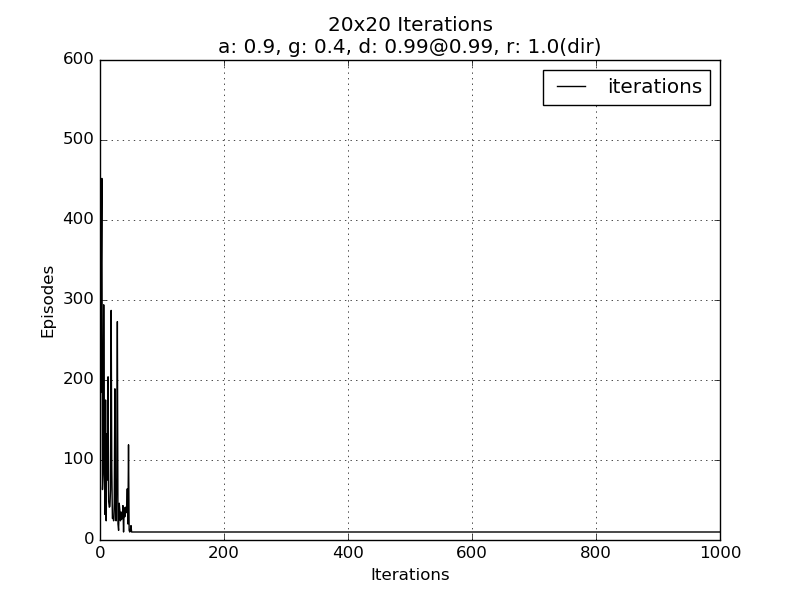 20x20 Iterations
a: 0.9, g: 0.4, d: 0.99@0.99, r: 1.0(dir)
600
iterations
500
400
300
200
100
0
Episodes
0 200 400 600 800 1000
Iterations